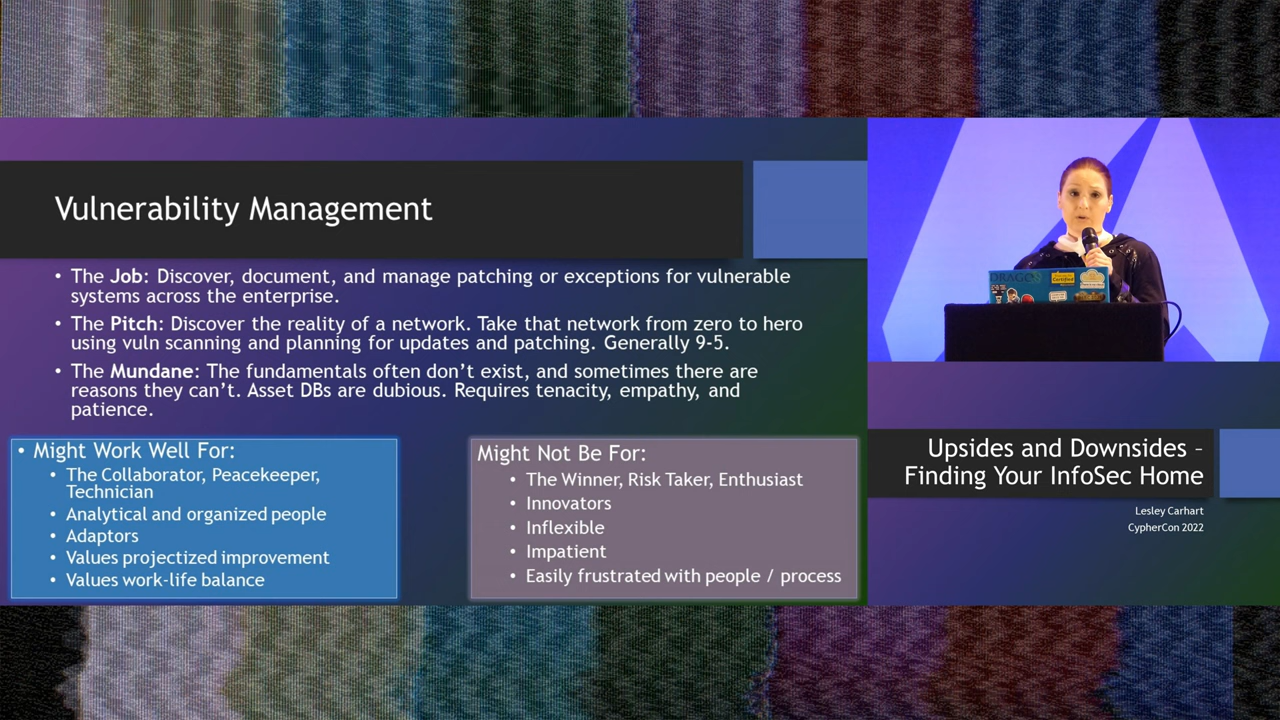 Vulnerability Management
• The Job: Discover, document, and manage patching or exceptions for vulnerable
systems across the enterprise.
• The Pitch: Discover the reality of a network. Take that network from zero to hero
using vuln scanning and planning for updates and patching. Generally 9-5.
• The Mundane: The fundamentals often don’t exist, and sometimes there are
reasons they can’t. Asset DBs are dubious. Requires tenacity, empathy, and
patience.
• Might Work Well For:
• The Collaborator, Peacekeeper,
Technician
• Analytical and organized people
• Adaptors
• Values projectized improvement
• Values work-life balance
Might Not Be For:
• The Winner, Risk Taker, Enthusiast
• Innovators
• Inflexible
• Impatient
• Easily frustrated with people / process
DRAGOS
Upsides and Downsides –
Finding Your InfoSec Home
Lesley Carhart
CypherCon 2022